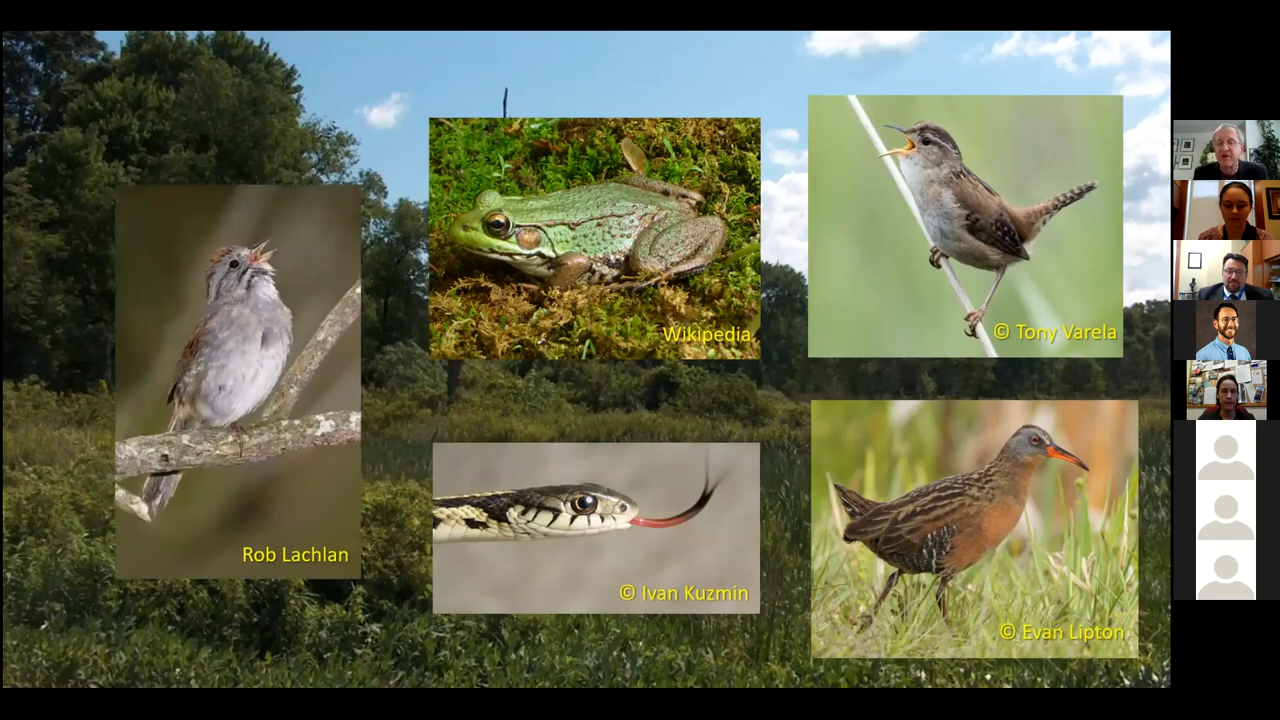 Wikipedia
© Tony Varela
Rob Lachlan
© Ivan Kuzmin
© Evan Lipton